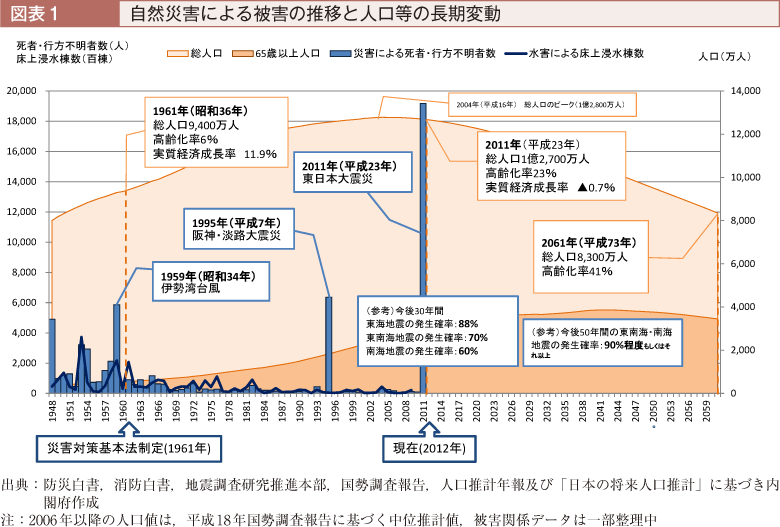 図表1 自然災害による被害の推移と人口等の長期変動
死者・行方不明者数（人）
床上浸水棟数（百棟）
総人口 65歳以上人口 災害による死者・行方不明者数 水害による床上浸水棟数
人口（万人）
20,000
18,000
16,000
14,000
12,000
10,000
8,000
6,000
4,000
2,000
0
14,000
12,000
10,000
8,000
6,000
4,000
2,000
0
1961年（昭和36年）
総人口9,400万人
高齢化率6%
実質経済成長率 11.9%
2004年（平成16年） 総人口のピーク（1億2,800万人）
2011年（平成23年）
東日本大震災
2011年（平成23年）
総人口1億2,700万人
高齢化率23%
実質経済成長率 ▲0.7%
1995年（平成7年）
阪神・淡路大震災
2061年（平成73年）
総人口8,300万人
高齢化率41%
1959年（昭和34年）
伊勢湾台風
（参考）今後30年間
東海地震の発生確率：88%
東南海地震の発生確率：70%
南海地震の発生確率：60%
（参考）今後50年間の東南海・南海
地震の発生確率：90%程度もしくはそ
れ以上
1948 1951 1954 1957 1960 1963 1966 1969 1972 1975 1978 1981 1984 1987 1990 1993 1996 1999 2002 2005 2008 2011 2014 2017 2020 2023 2026 2029 2032 2035 2038 2041 2044 2047 2050 2053 2056 2059
災害対策基本法制定（1961年）
現在（2012年）
出典：防災白書，消防白書，地震調査研究推進本部，国勢調査報告，人口推計年報及び「日本の将来人口推計」に基づき内
閣府作成
注：2006年以降の人口値は，平成18年国勢調査報告に基づく中位推計値，被害関係データは一部整理中